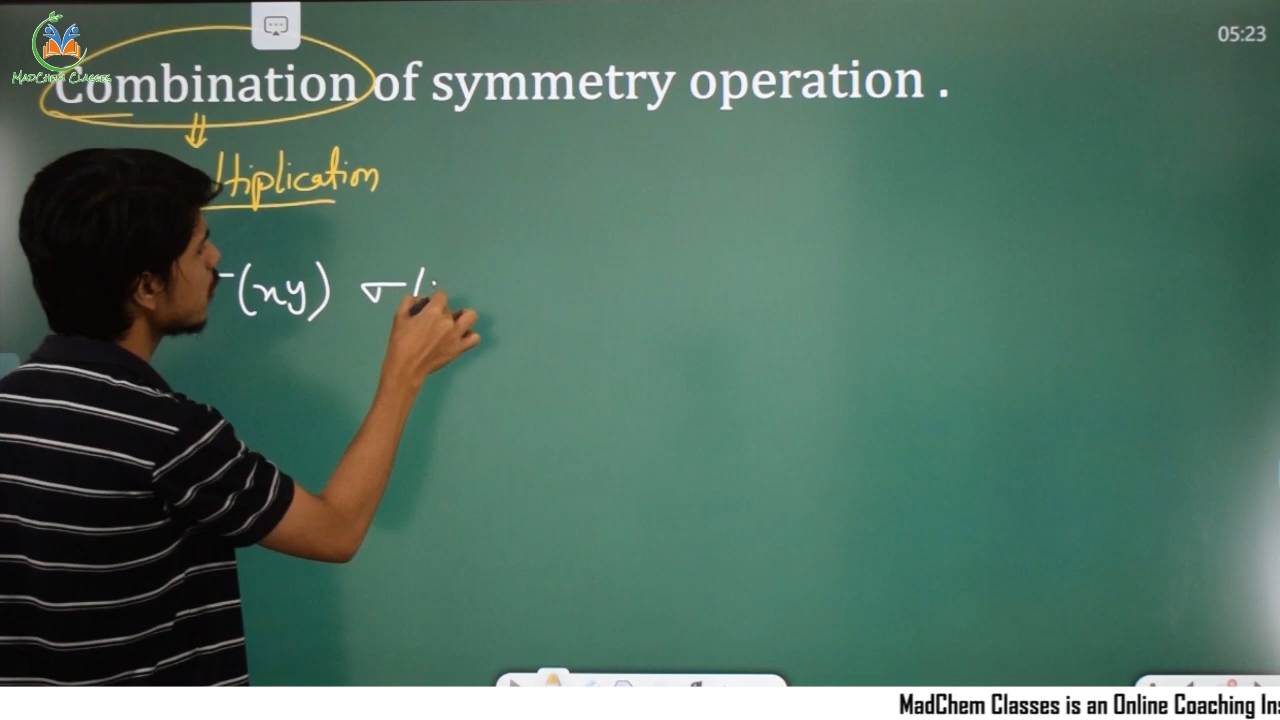 MADCHEM CLASSES
05:23
Combination of symmetry operation .
ltiplication
(xy) σ
MadChem Classes is an Online Coaching Ins